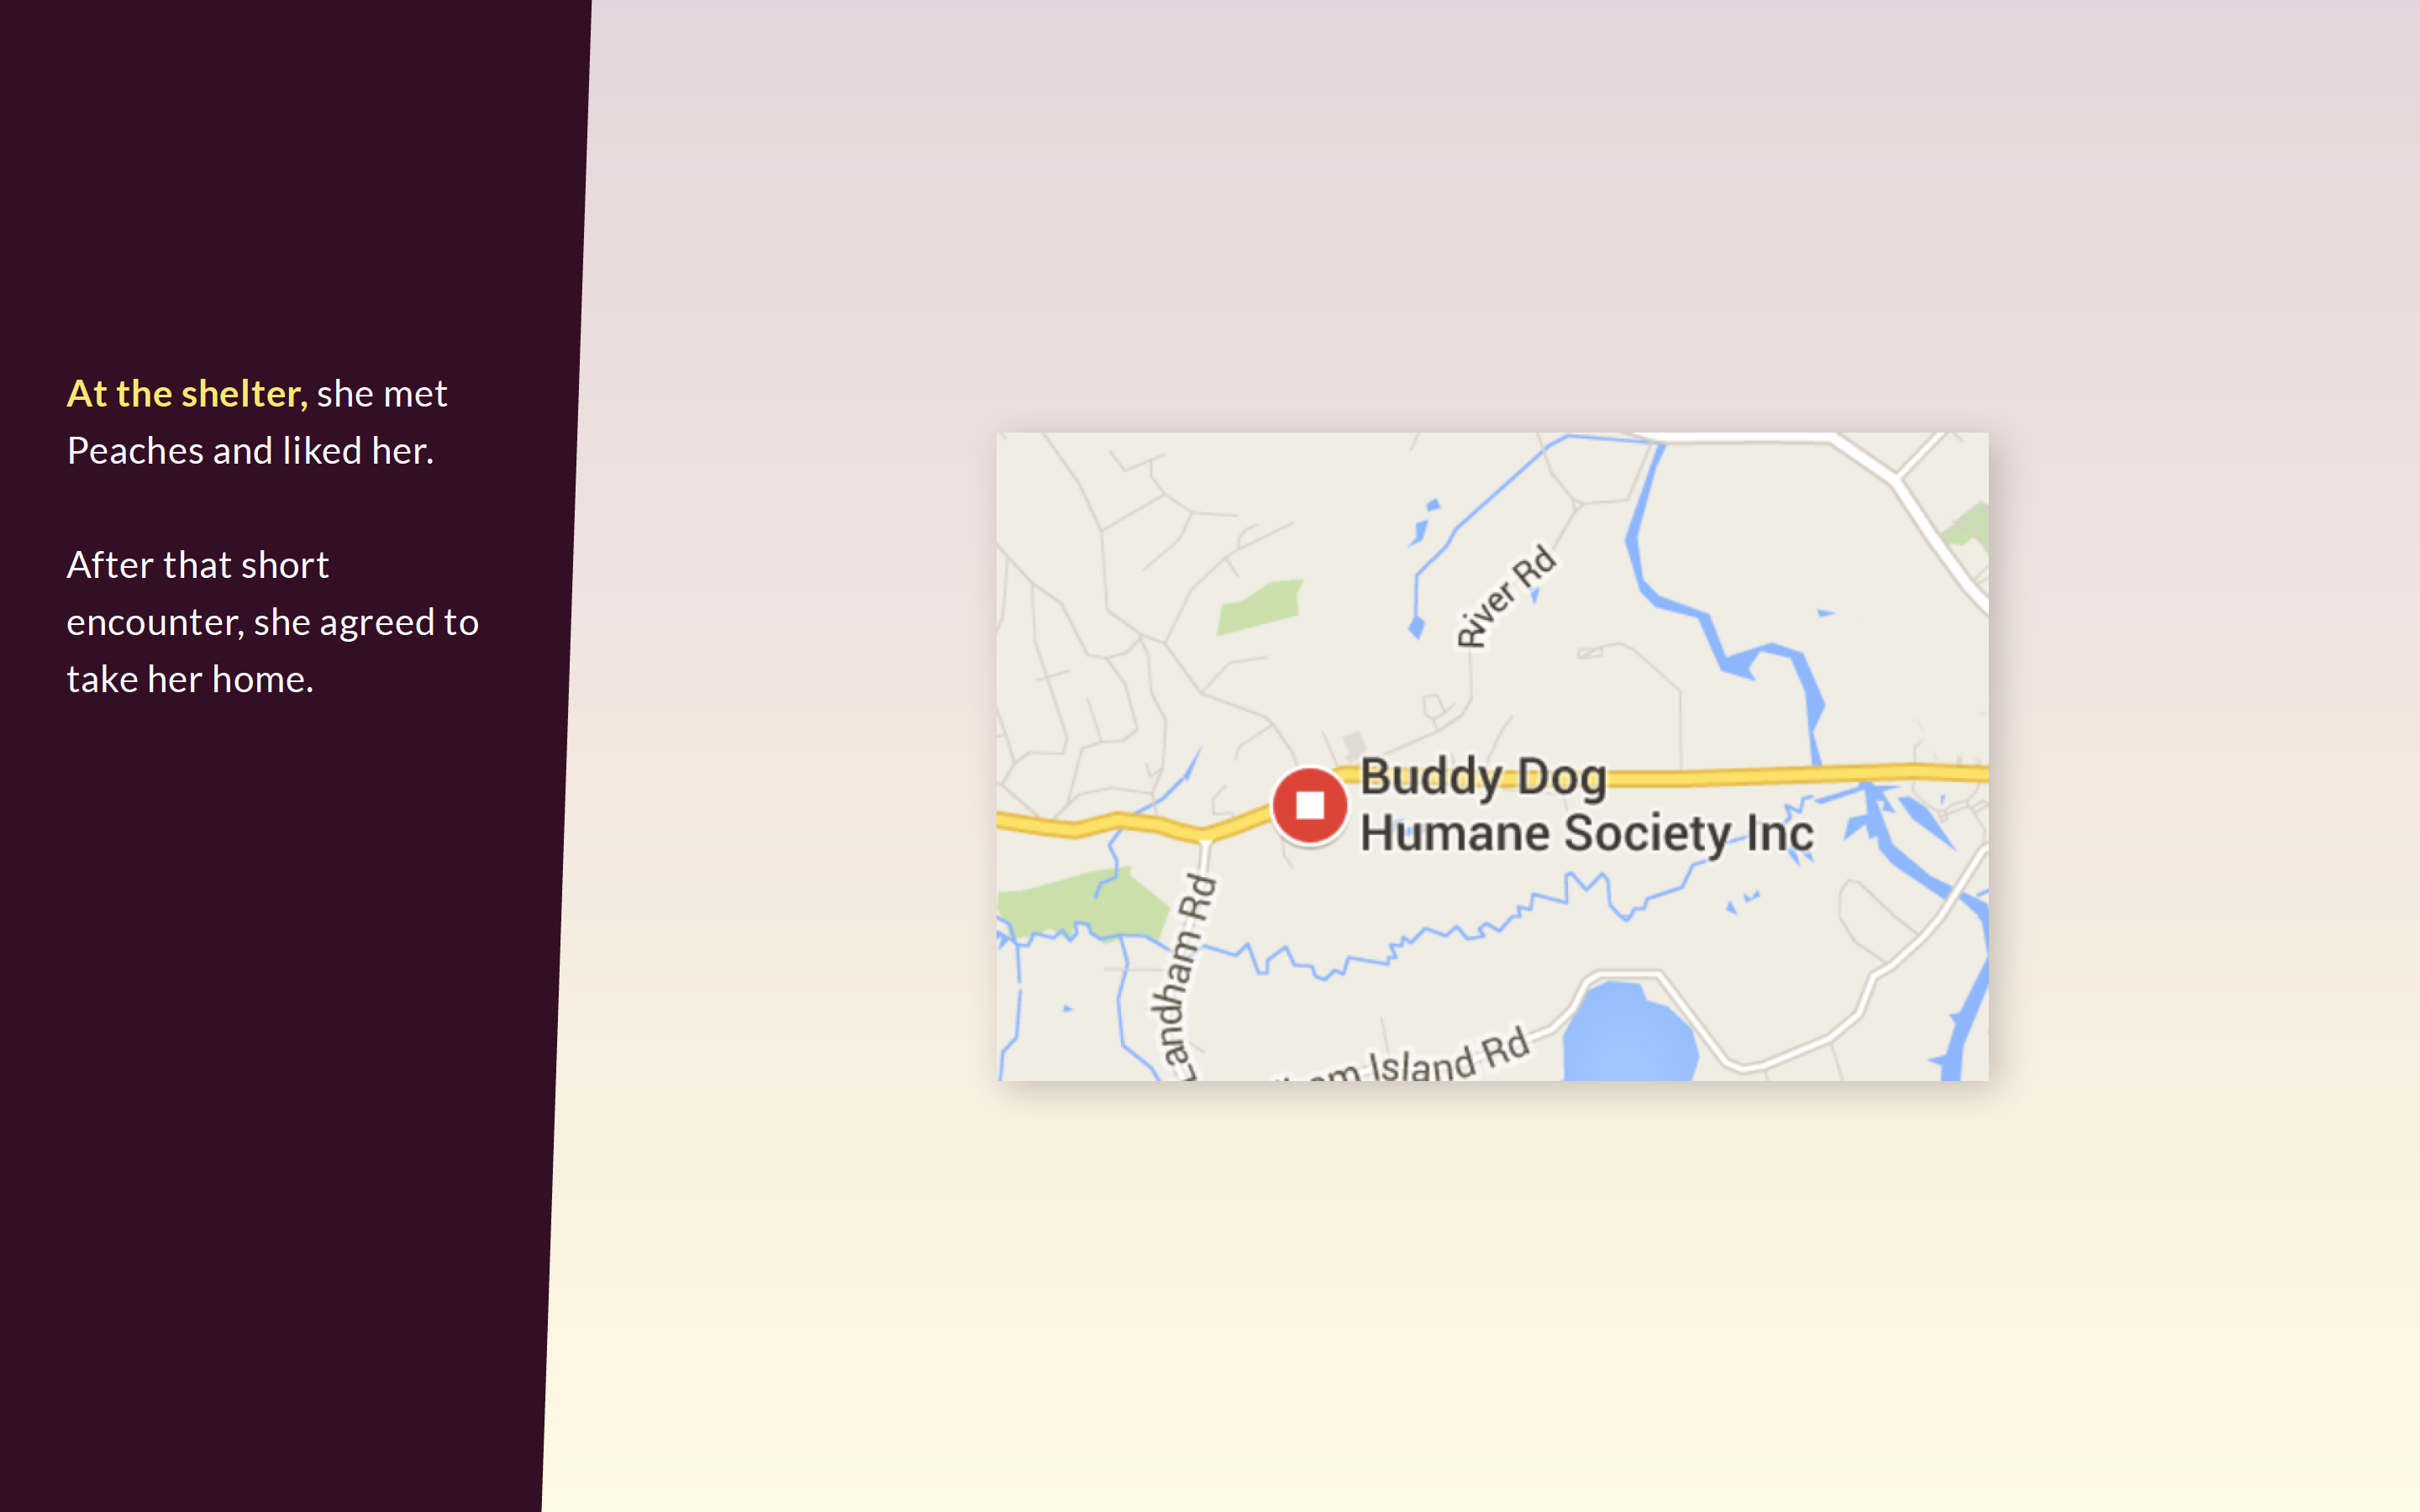 At the shelter, she met
Peaches and liked her.
After that short
encounter, she agreed to
take her home.
River Rd
Buddy Dog
Humane Society Inc
Landham Rd
Island Rd